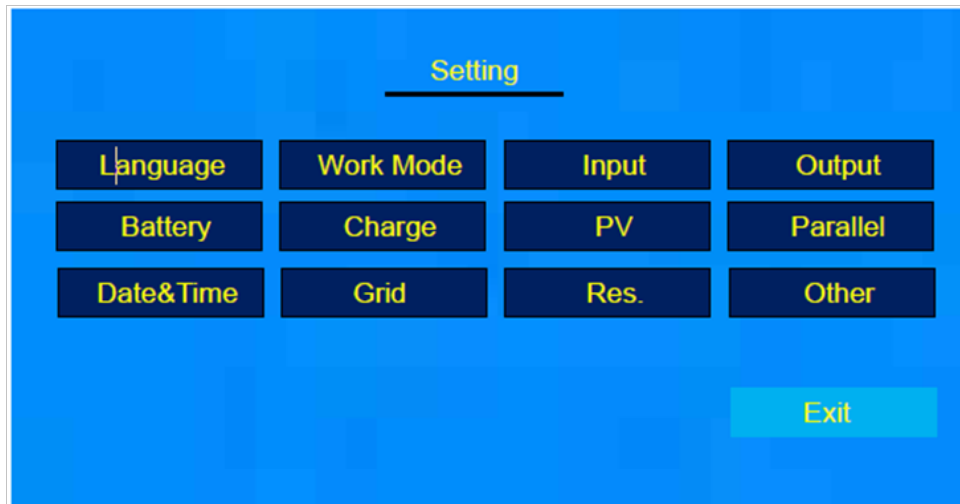 Setting
Language Work Mode Input Output
Battery Charge PV Parallel
Date&Time Grid Res. Other
Exit